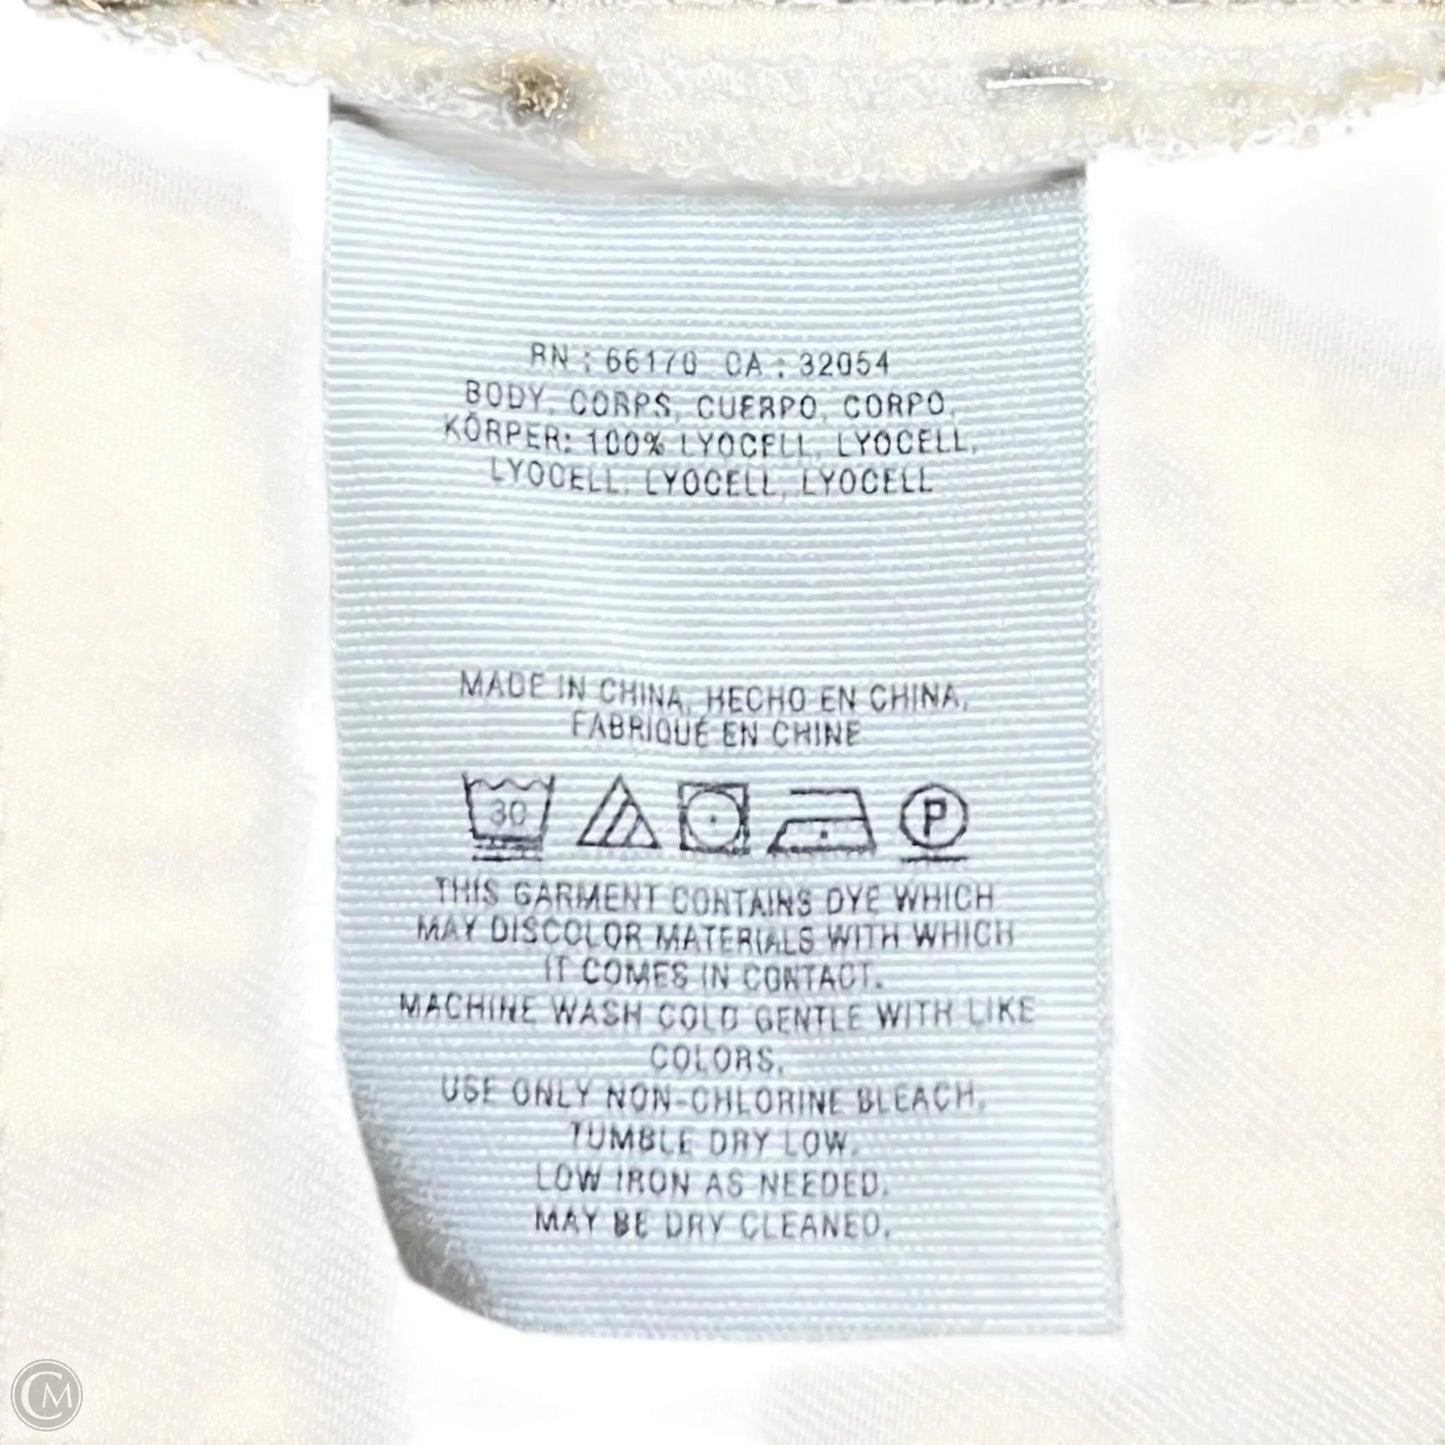 RN : 66170 CA : 32054
BODY, CORPS, CUERPO, CORPO,
KÖRPER: 100% LYOCELL, LYOCELL,
LYOCELL, LYOCELL, LYOCELL
MADE IN CHINA, HECHO EN CHINA,
FABRIQUÉ EN CHINE
30 P
THIS GARMENT CONTAINS DYE WHICH
MAY DISCOLOR MATERIALS WITH WHICH
IT COMES IN CONTACT.
MACHINE WASH COLD GENTLE WITH LIKE
COLORS.
USE ONLY NON-CHLORINE BLEACH.
TUMBLE DRY LOW.
LOW IRON AS NEEDED.
MAY BE DRY CLEANED.
CM